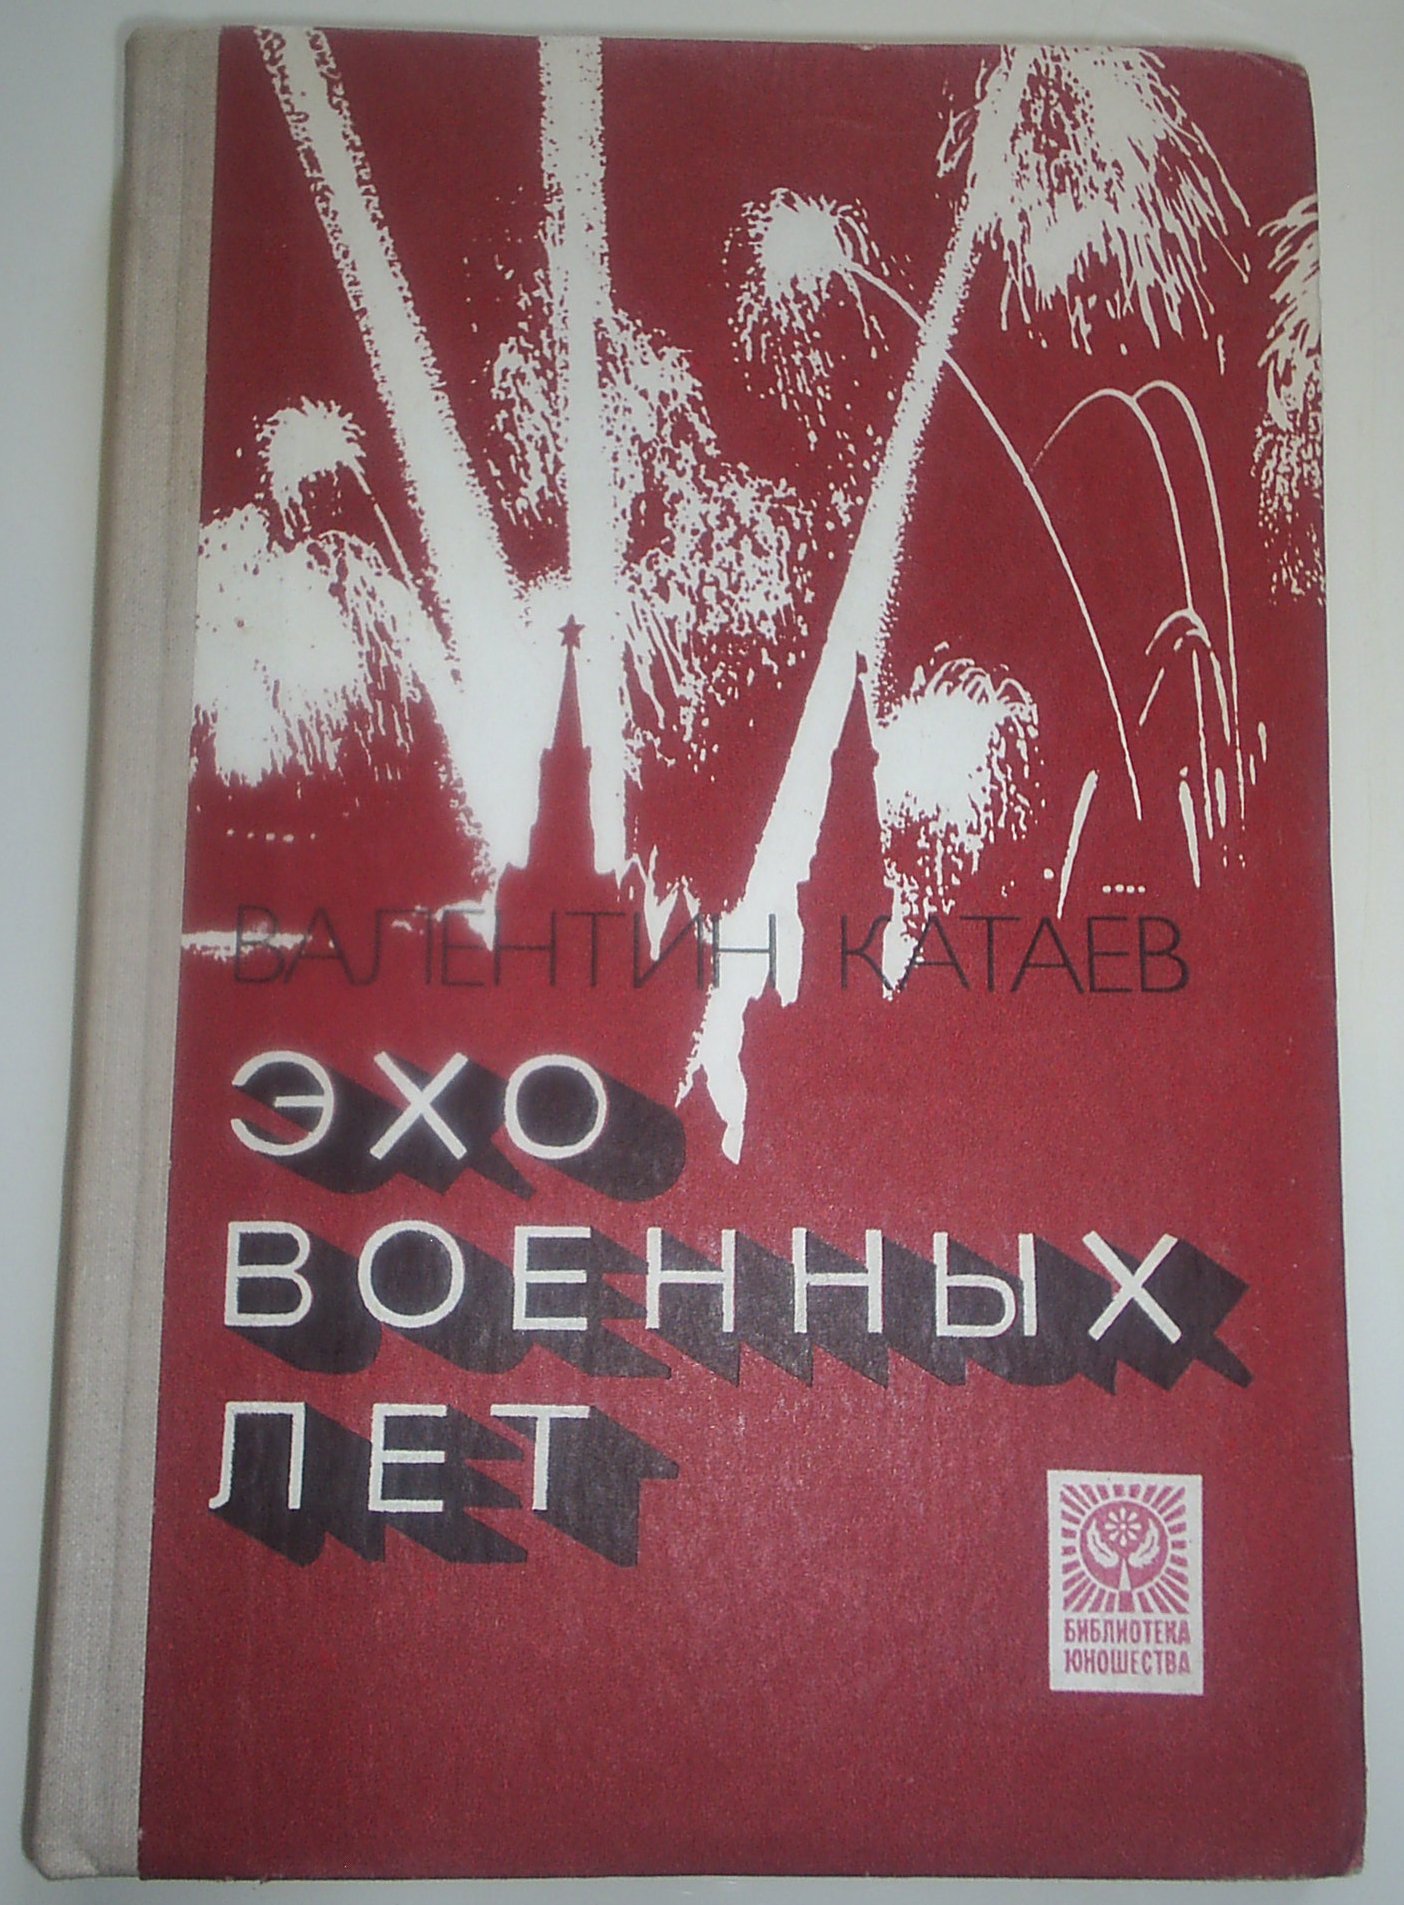 ВАЛЕНТИН КАТАЕВ
ЭХО
ВОЕННЫХ
ЛЕТ
БИБЛИОТЕКА
ЮНОШЕСТВА